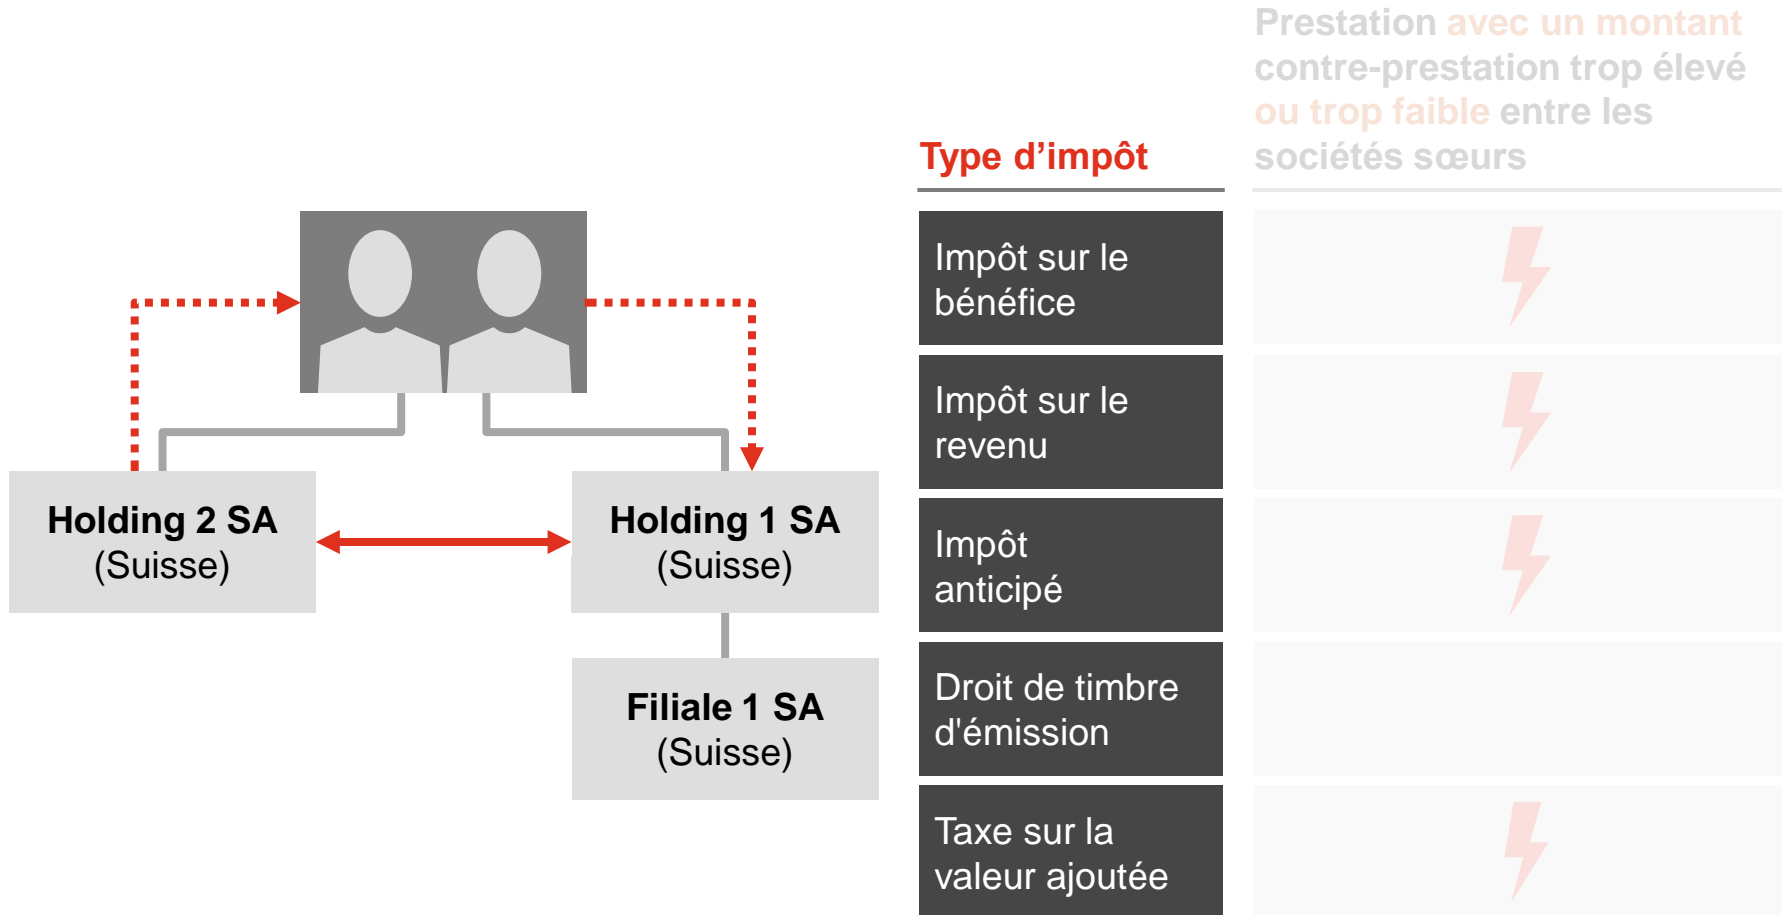 Prestation avec un montant
contre-prestation trop élevé
ou trop faible entre les
sociétés sœurs
Type d’impôt
Impôt sur le
bénéfice
Impôt sur le
revenu
Holding 2 SA
(Suisse)
Holding 1 SA
(Suisse)
Impôt
anticipé
Filiale 1 SA
(Suisse)
Droit de timbre
d'émission
Taxe sur la
valeur ajoutée